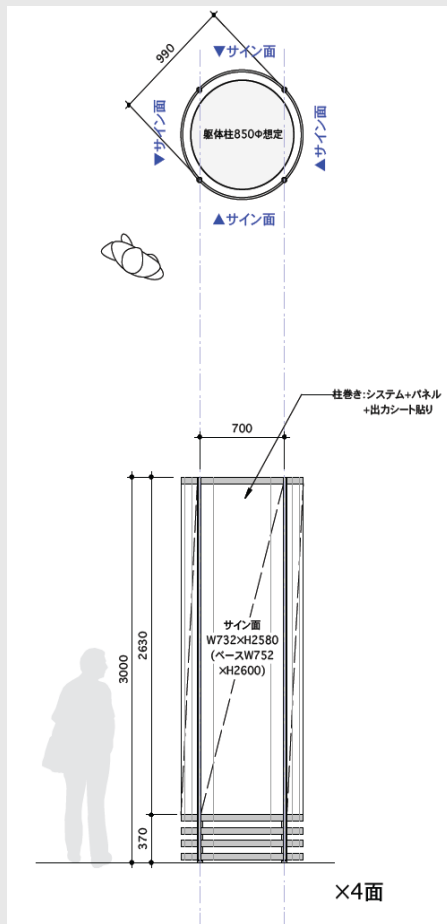 990
▼サイン面
▼サイン面
躯体柱850Φ想定
▲サイン面
▲サイン面
柱巻き:システム+パネル
+出力シート貼り
700
3000
2630
サイン面
W732×H2580
(ベースW752
×H2600)
370
×4面